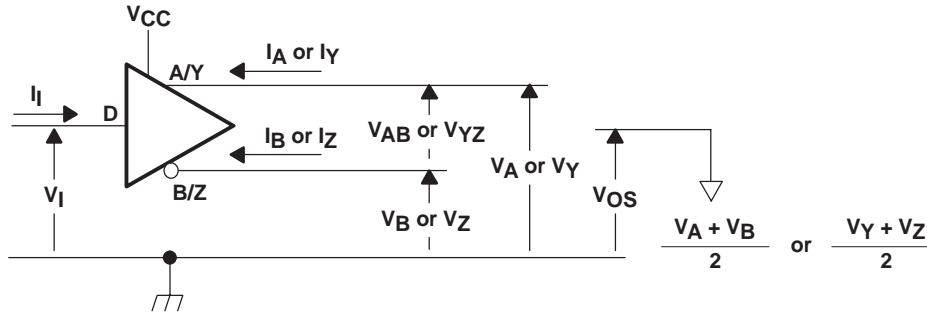 VCC
IA or IY
A/Y
II
D
IB or IZ
VAB or VYZ
VA or VY
VI
B/Z
VOS
VB or VZ
VA + VB
2
or
VY + VZ
2